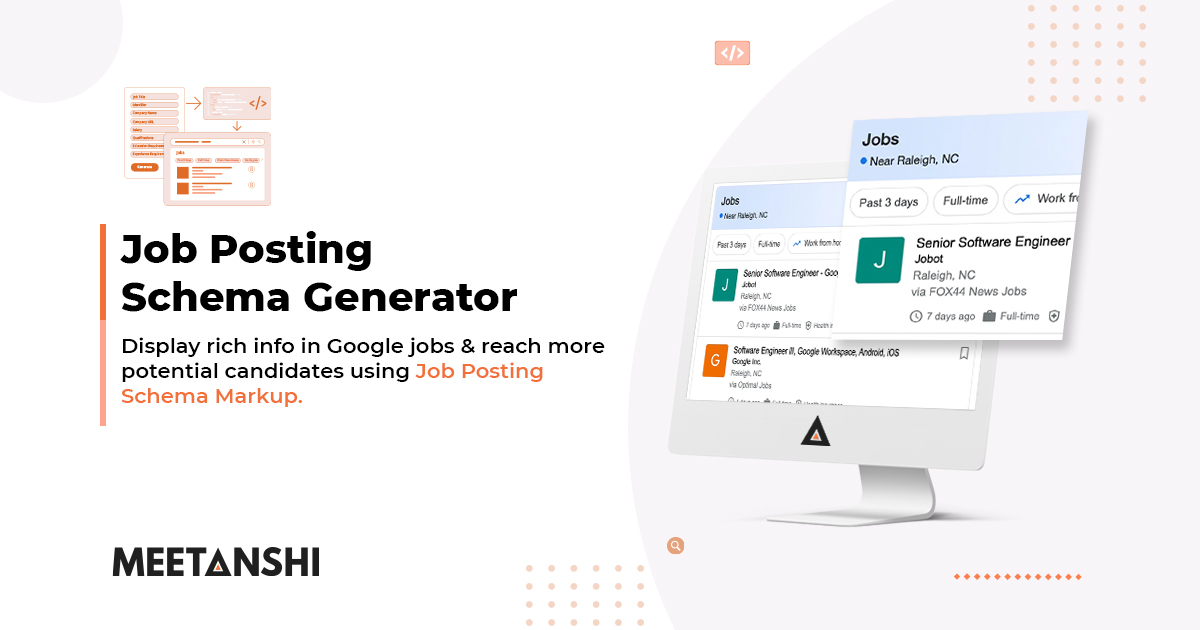 </>
Job Title
Identifier
Company Name
Company URL
Salary
Qualifications
Generate
</>
Jobs
Job Posting
Schema Generator
Display rich info in Google jobs & reach more
potential candidates using Job Posting
Schema Markup.
MEETANSHI
Jobs
Near Raleigh, NC
Past 3 days
Full-time
Work from ho
J
Senior Software Engineer - Goog
Jobot
Raleigh, NC
via FOX44 News Jobs
7 days ago
Full-time
Health in
G
Software Engineer III, Google Workspace, Android, iOS
Google Inc.
Raleigh, NC
via Optimal Jobs
Jobs
Near Raleigh, NC
Past 3 days
Full-time
Work fr
J
Senior Software Engineer
Jobot
Raleigh, NC
via FOX44 News Jobs
7 days ago
Full-time